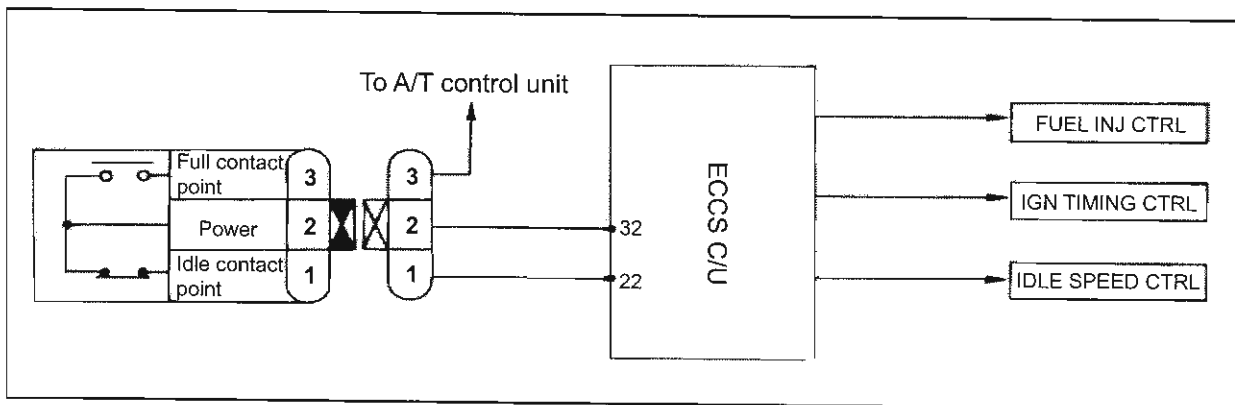 To A/T control unit
Full contact
point
3
3
Power
2
2
Idle contact
point
1
1
32
22
ECCS C/U
FUEL INJ CTRL
IGN TIMING CTRL
IDLE SPEED CTRL